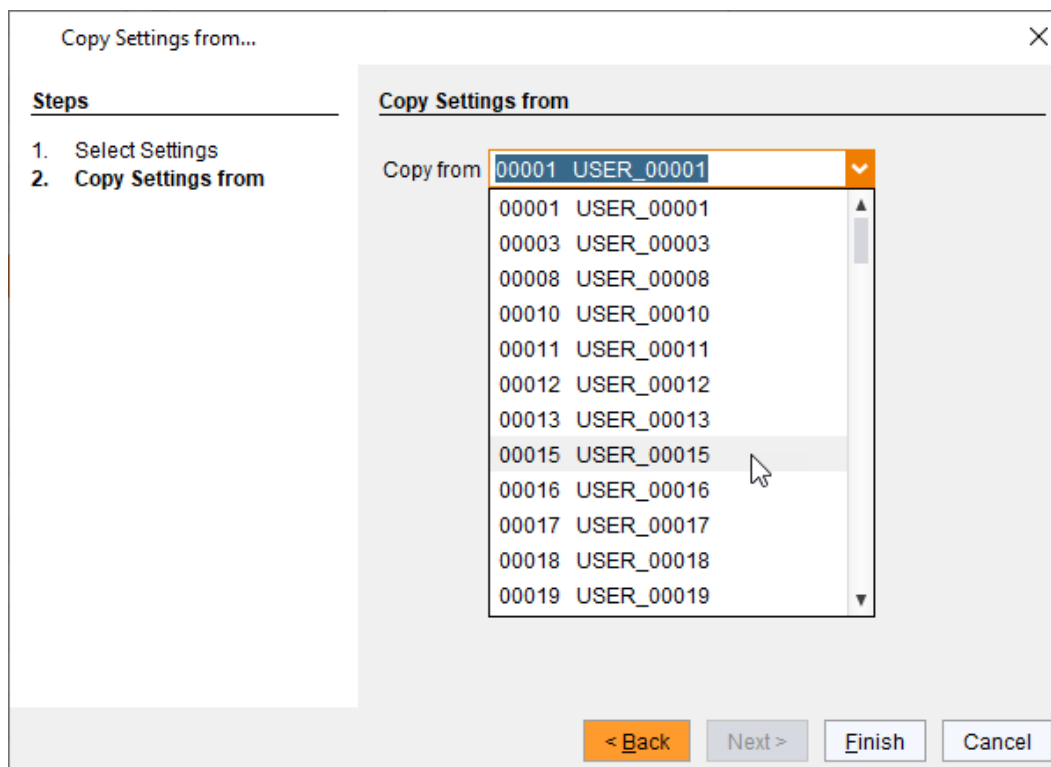 Copy Settings from...
Steps
1. Select Settings
2. Copy Settings from
Copy Settings from
Copy from 00001 USER_00001
00001 USER_00001
00003 USER_00003
00008 USER_00008
00010 USER_00010
00011 USER_00011
00012 USER_00012
00013 USER_00013
00015 USER_00015
00016 USER_00016
00017 USER_00017
00018 USER_00018
00019 USER_00019
< Back Next > Finish Cancel